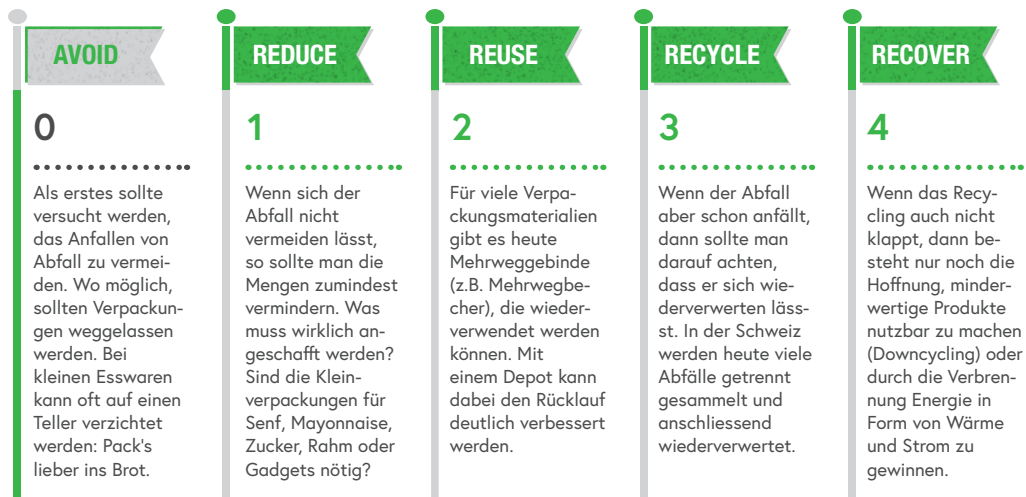 AVOID
0
Als erstes sollte
versucht werden,
das Anfallen von
Abfall zu vermei-
den. Wo möglich,
sollten Verpackun-
gen weggelassen
werden. Bei
kleinen Esswaren
kann oft auf einen
Teller verzichtet
werden: Pack's
lieber ins Brot.
REDUCE
1
Wenn sich der
Abfall nicht
vermeiden lässt,
so sollte man die
Mengen zumindest
vermindern. Was
muss wirklich an-
geschafft werden?
Sind die Klein-
verpackungen für
Senf, Mayonnaise,
Zucker, Rahm oder
Gadgets nötig?
REUSE
2
Für viele Verpa-
ckungsmaterialien
gibt es heute
Mehrweggebinde
(z.B. Mehrwegbe-
cher), die wieder-
verwendet werden
können. Mit
einem Depot kann
dabei den Rücklauf
deutlich verbessert
werden.
RECYCLE
3
Wenn der Abfall
aber schon anfällt,
dann sollte man
darauf achten,
dass er sich wie-
derverwerten läss-
st. In der Schweiz
werden heute viele
Abfälle getrennt
gesammelt und
anschliessend
wiederverwertet.
RECOVER
4
Wenn das Recy-
cling auch nicht
klappt, dann be-
steht nur noch die
Hoffnung, minder-
wertige Produkte
nutzbar zu machen
(Downcycling) oder
durch die Verbren-
nung Energie in
Form von Wärme
und Strom zu
gewinnen.